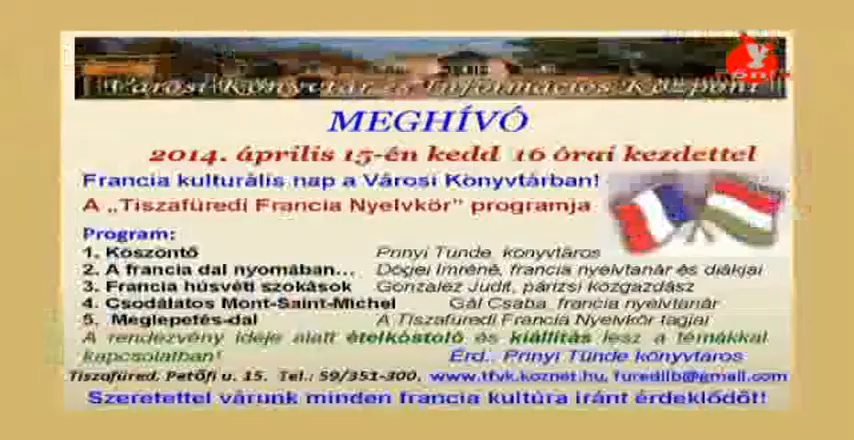 Városi Könyvtár és Információs Központ
MEGHÍVÓ
2014. április 15-én kedd 16 órai kezdettel
Francia kulturális nap a Városi Könyvtárban!
A „Tiszafüredi Francia Nyelvkör” programja
Program:
1. Köszöntő Prinyi Tünde, könyvtáros
2. A francia dal nyomában... Dögei Imréné, francia nyelvtanár és diákjai
3. Francia húsvéti szokások Gonzalez Judit, párizsi közgazdász
4. Csodálatos Mont-Saint-Michel Gál Csaba, francia nyelvtanár
5. Meglepetés-dal A Tiszafüredi Francia Nyelvkör tagjai
A rendezvény ideje alatt ételkóstoló és kiállítás lesz a témákkal
kapcsolatban! Érd.: Prinyi Tünde könyvtáros
Tiszafüred, Petőfi u. 15. Tel.: 59/351-300, www.tfvk.koznet.hu, furedlib@gmail.com
Szeretettel várunk minden francia kultúra iránt érdeklődőt!